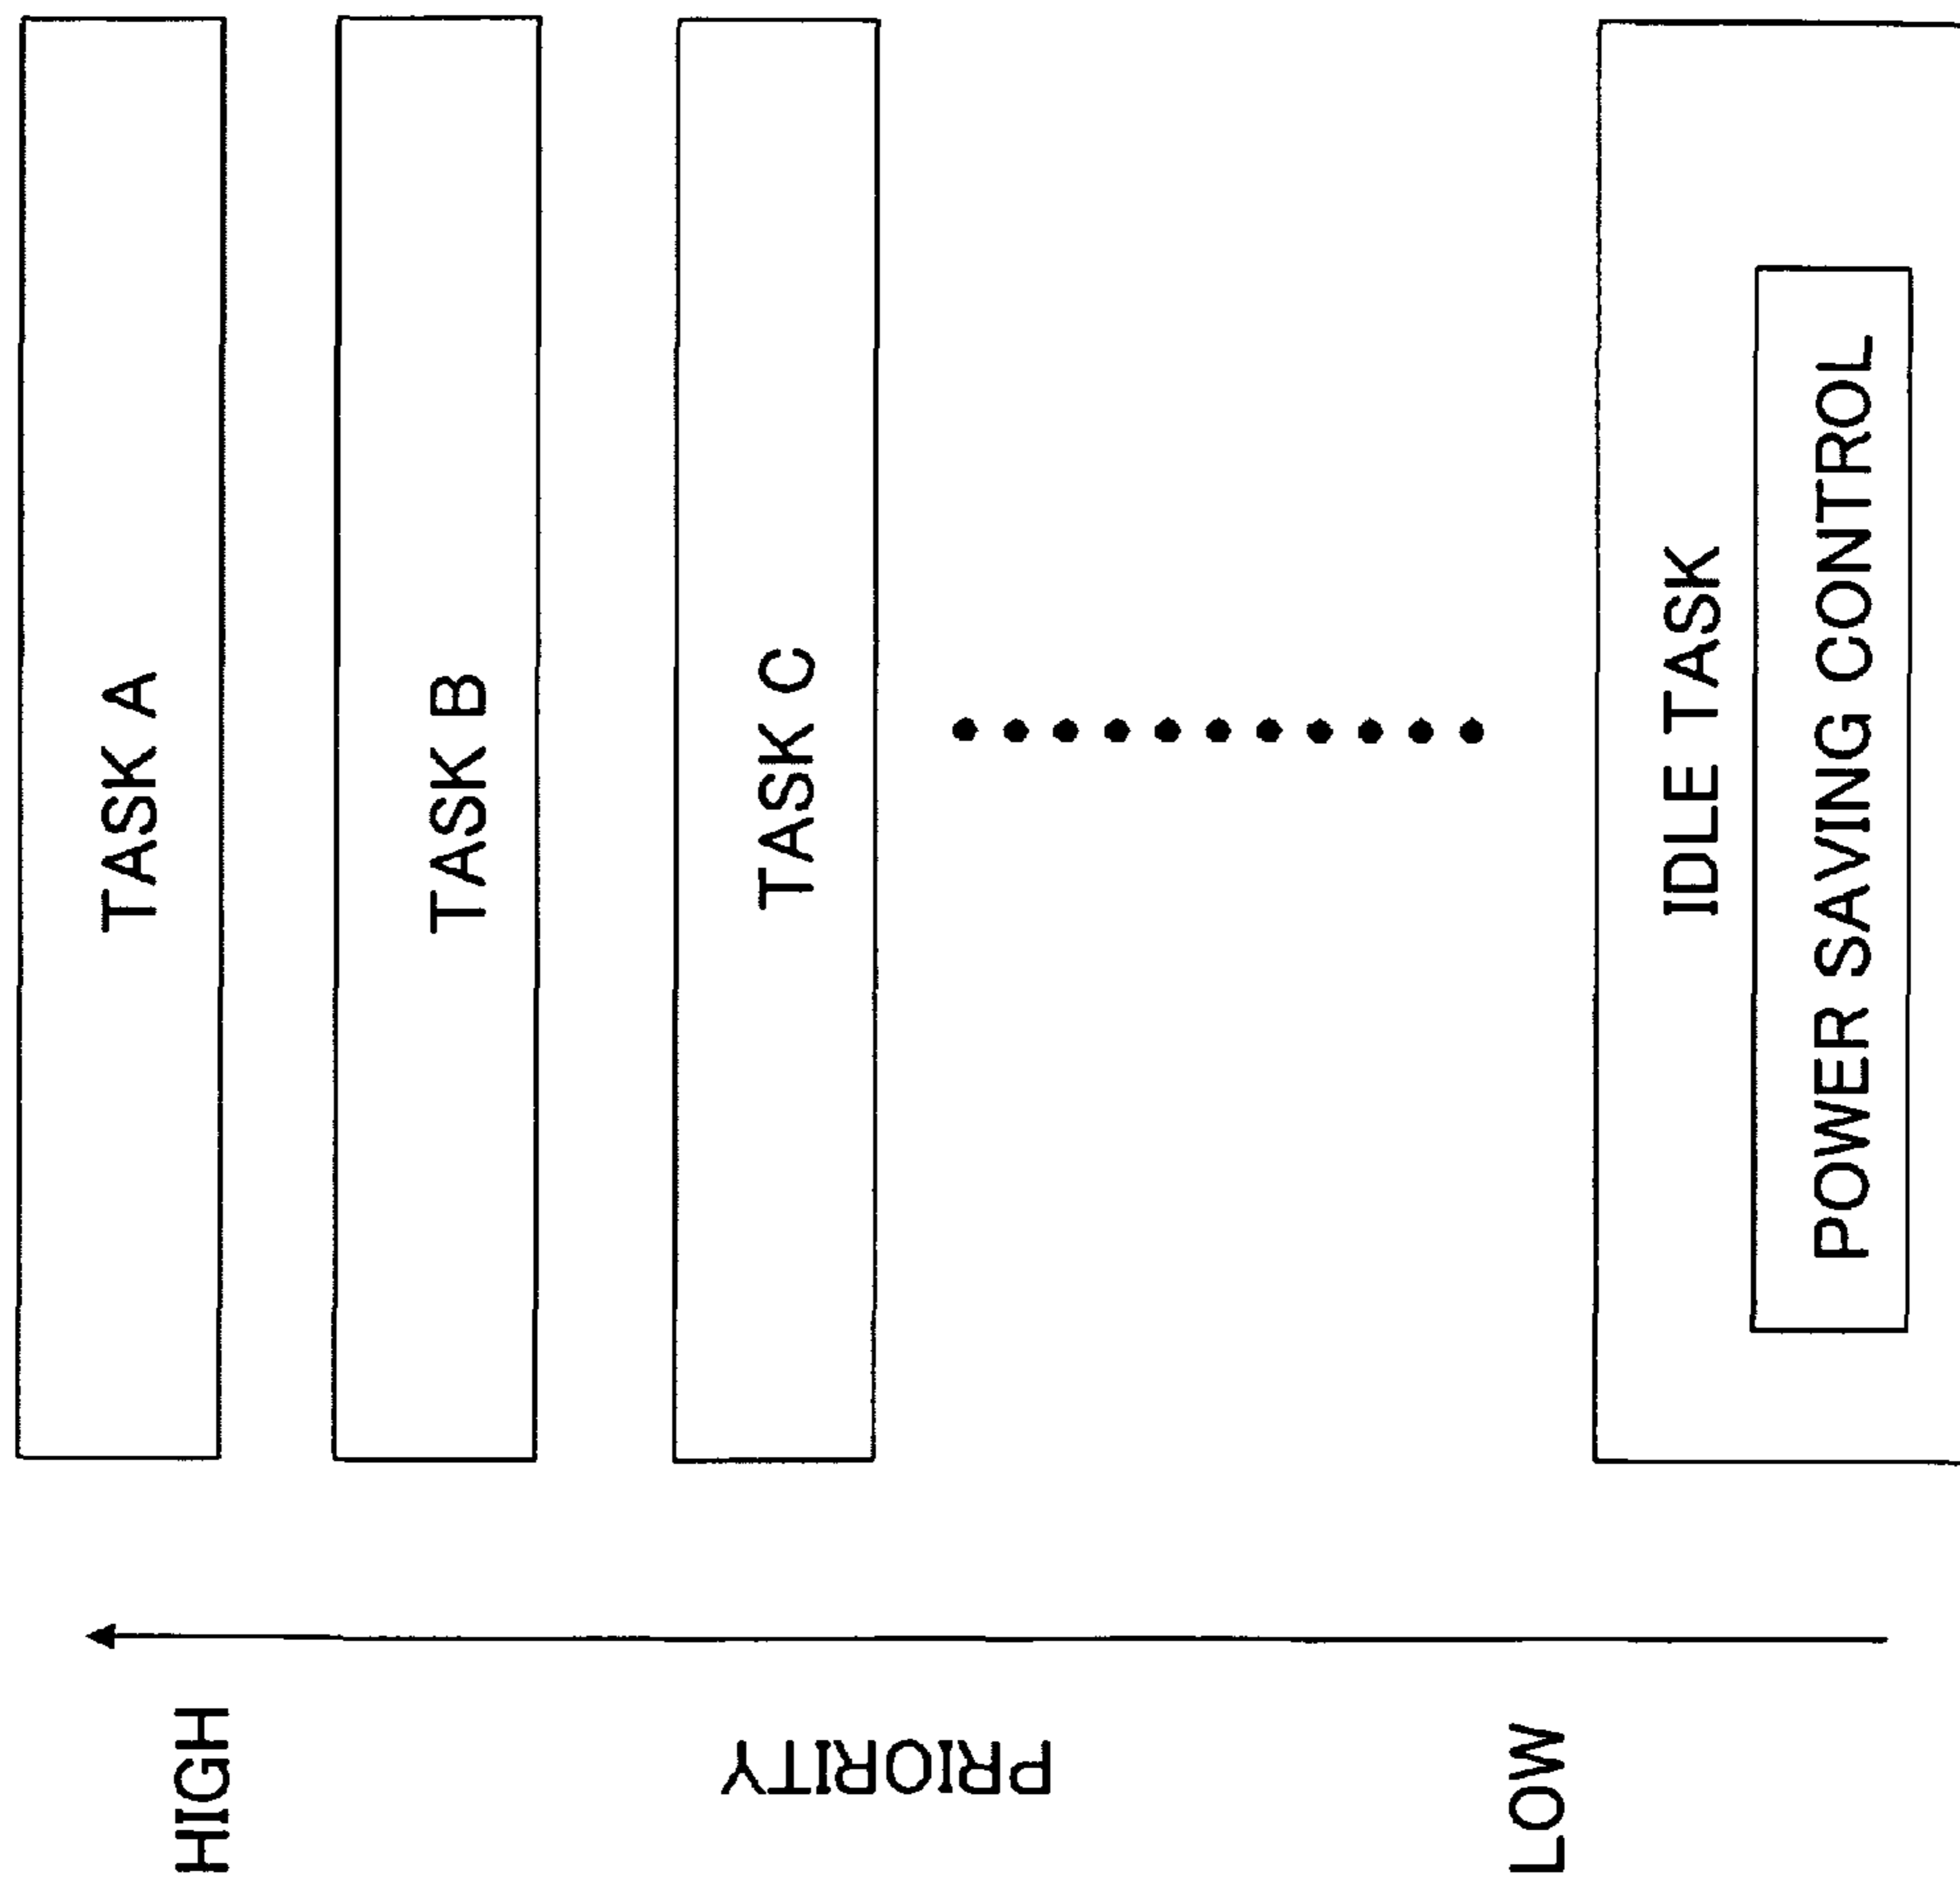 TASK A
TASK B
TASK C
IDLE TASK
POWER SAVING CONTROL
HIGH
PRIORITY
LOW